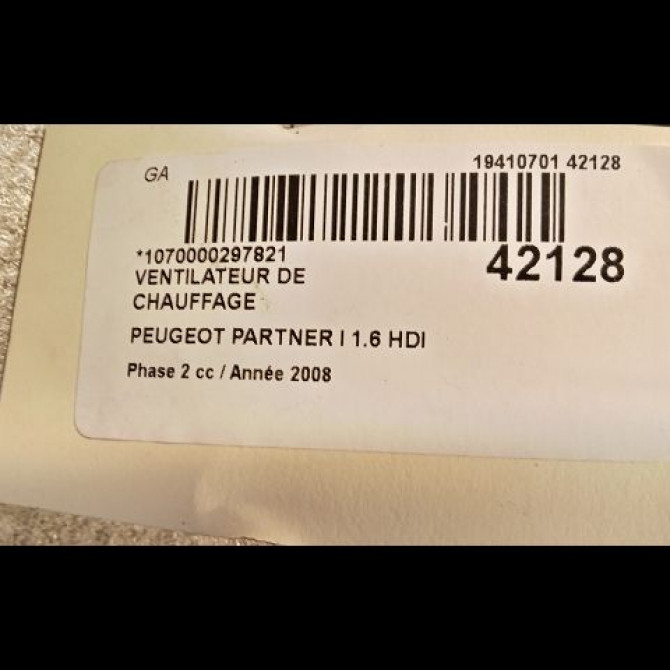 GA
19410701 42128
*1070000297821
42128
VENTILATEUR DE
CHAUFFAGE
PEUGEOT PARTNER I 1.6 HDI
Phase 2 cc / Année 2008